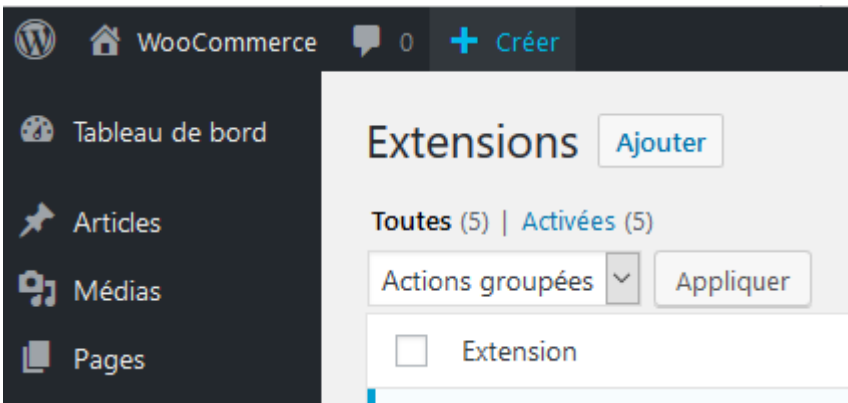 WooCommerce 0 + Créer
Tableau de bord
Extensions Ajouter
Articles
Toutes (5) | Activées (5)
Médias
Actions groupées Appliquer
Pages
Extension